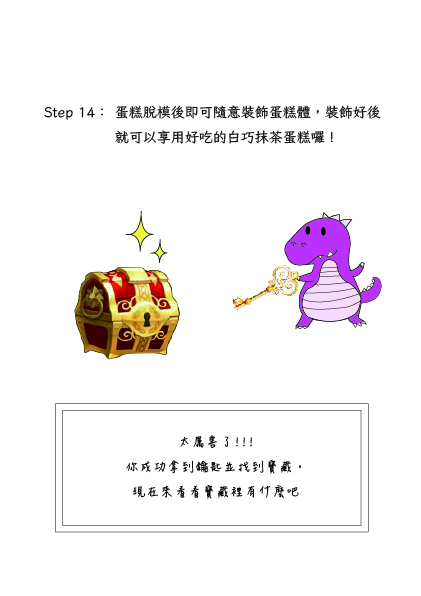 Step 14： 蛋糕脫模後即可隨意裝飾蛋糕體，裝飾好後
就可以享用好吃的白巧抹茶蛋糕囉！
太厲害了!!!
你成功拿到鑰匙並找到寶藏，
現在來看看寶藏裡有什麼吧